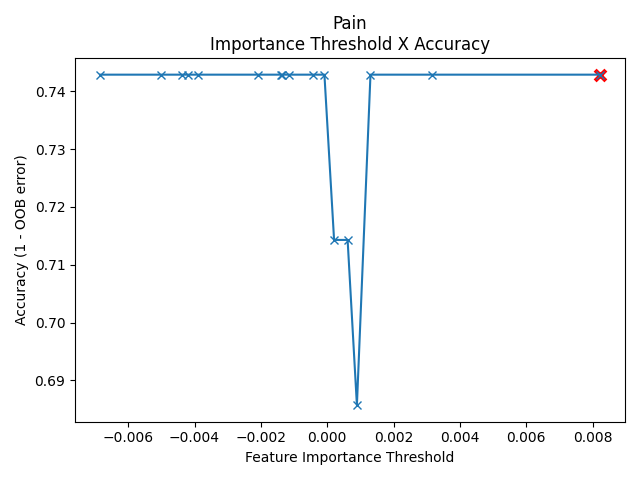 Pain
Importance Threshold X Accuracy
Accuracy (1 - OOB error)
0.74
0.73
0.72
0.71
0.70
0.69
−0.006 −0.004 −0.002 0.000 0.002 0.004 0.006 0.008
Feature Importance Threshold